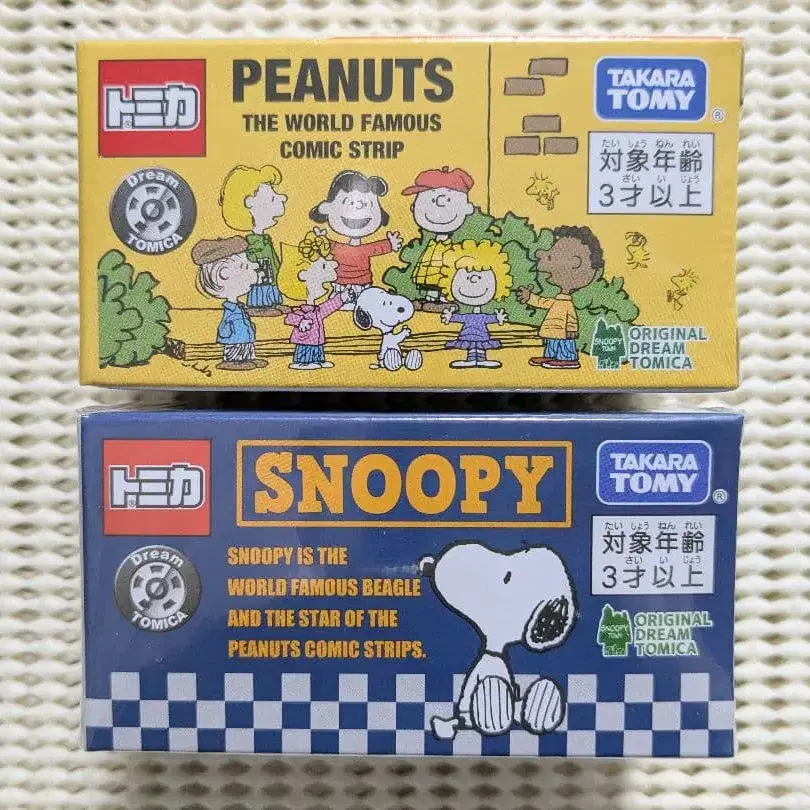 トミカ
PEANUTS
THE WORLD FAMOUS
COMIC STRIP
TAKARA
TOMY
®
Dream
TOMICA
たい しょう ねん れい
対象年齢
さい い じょう
3才以上
SNOOPY
TOWN
ORIGINAL
DREAM
TOMICA
トミカ
SNOOPY
TAKARA
TOMY
®
Dream
TOMICA
SNOOPY IS THE
WORLD FAMOUS BEAGLE
AND THE STAR OF THE
PEANUTS COMIC STRIPS.
たい しょう ねん れい
対象年齢
さい い じょう
3才以上
SNOOPY
TOWN
ORIGINAL
DREAM
TOMICA